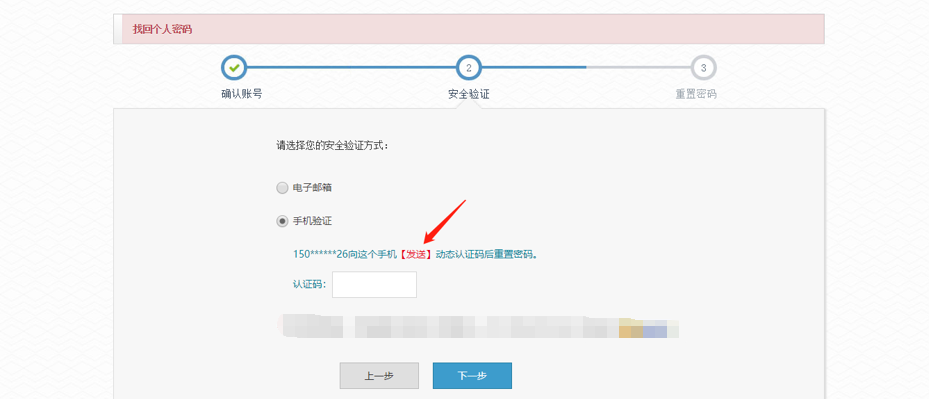 找回个人密码
2 3
确认账号 安全验证 重置密码
请选择您的安全验证方式：
电子邮箱
手机验证
150******26向这个手机【发送】动态认证码后重置密码。
认证码：
上一步 下一步